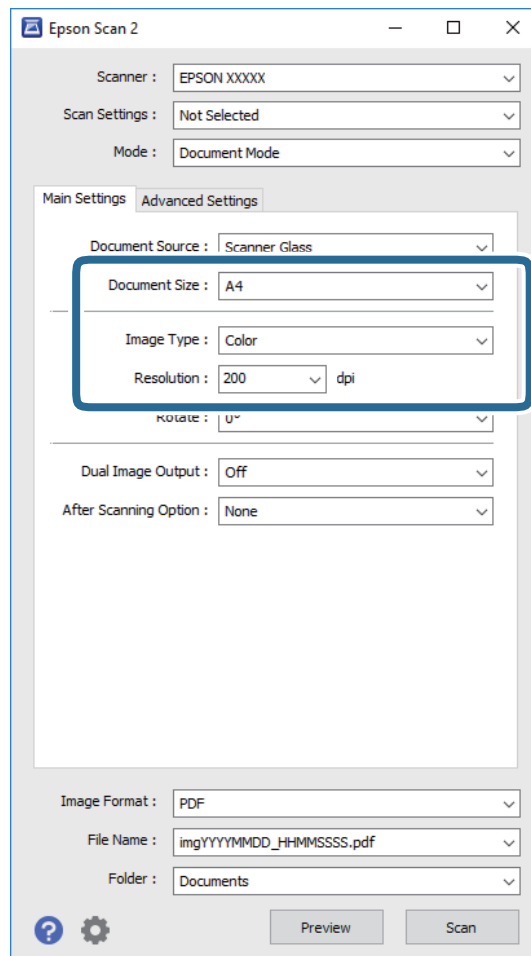 Epson Scan 2
Scanner : EPSON XXXXX
Scan Settings : Not Selected
Mode : Document Mode
Main Settings Advanced Settings
Document Source : Scanner Glass
Document Size : A4
Image Type : Color
Resolution : 200 dpi
Rotate : 0°
Dual Image Output : Off
After Scanning Option : None
Image Format : PDF
File Name : imgYYYYMMDD_HHMMSSSS.pdf
Folder : Documents
? Preview Scan